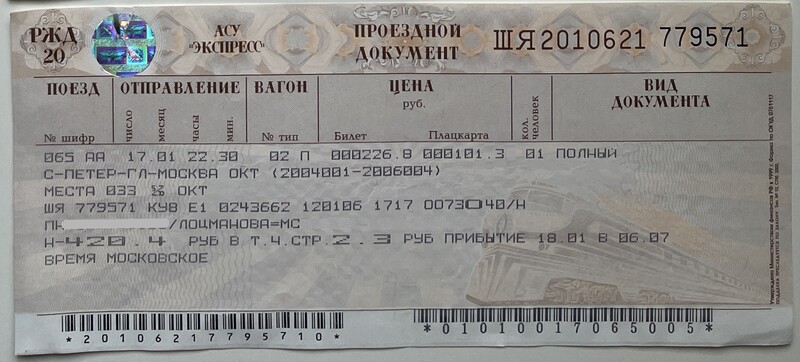 РЖД АСУ ПРОЕЗДНОЙ ШЯ2010621 779571
20 "ЭКСПРЕСС" ДОКУМЕНТ
ПОЕЗД ОТПРАВЛЕНИЕ ВАГОН ЦЕНА ВИД
руб. ДОКУМЕНТА
№ шифр число месяц часы мин. № тип Билет Плацкарта кол. человек
065 АА 17.01 22.30 02 П 000226.8 000101.3 01 ПОЛНЫЙ
С-ПЕТЕР-ГЛ-МОСКВА ОКТ (2004001-2006004)
МЕСТА 033 ОКТ
ШЯ 779571 КУ8 Е1 0243662 120106 1717 0073040/Н
/ЛОЦМАНОВА=МС
Н-420.4 РУБ В Т.Ч.СТР.2.3 РУБ ПРИБЫТИЕ 18.01 В 06.07
ВРЕМЯ МОСКОВСКОЕ
*20106217795710*
*01010017065005*